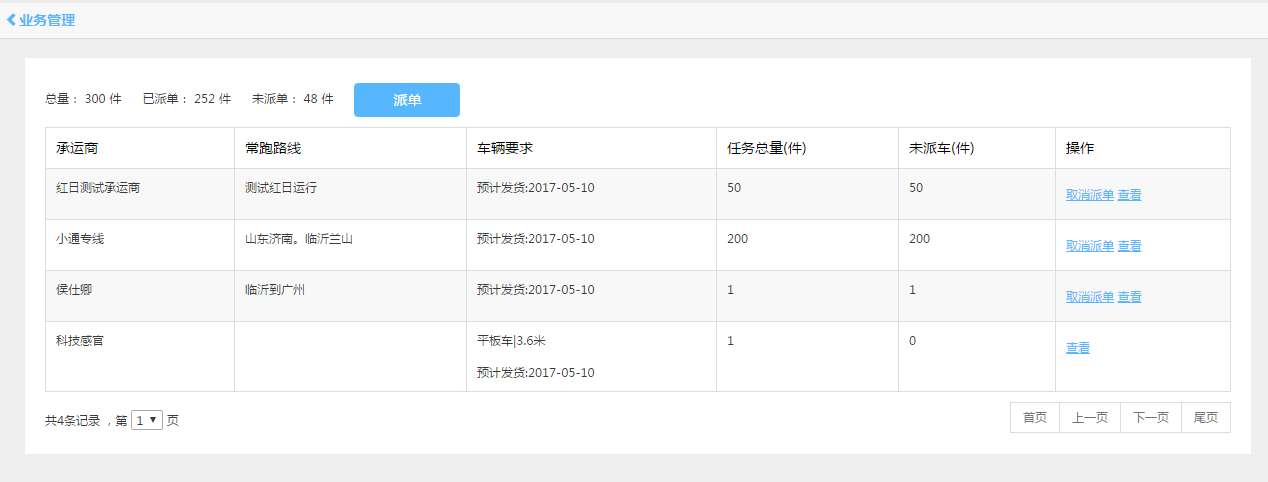 业务管理
总量： 300 件 已派单： 252 件 未派单： 48 件 派单
承运商 常跑路线 车辆要求 任务总量(件) 未派车(件) 操作
红日测试承运商 测试红日运行 预计发货:2017-05-10 50 50 取消派单 查看
小通专线 山东济南。临沂兰山 预计发货:2017-05-10 200 200 取消派单 查看
侯仕卿 临沂到广州 预计发货:2017-05-10 1 1 取消派单 查看
科技感官 平板车|3.6米 1 0 查看
预计发货:2017-05-10
共4条记录 ，第 1 页 首页 上一页 下一页 尾页